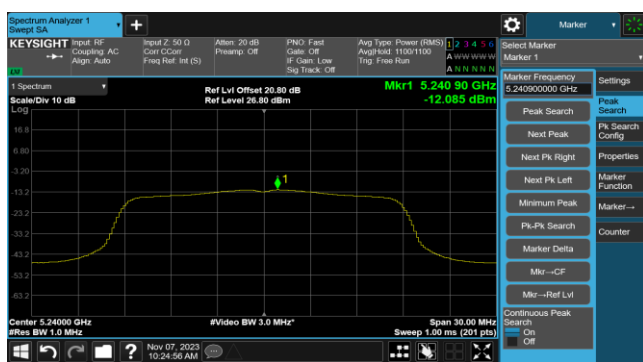 Spectrum Analyzer 1
Swept SA
Marker
KEYSIGHT
Input: RF
Coupling: AC
Align: Auto
Input Z: 50 Ω
Corr CCorr
Freq Ref: Int (S)
Atten: 20 dB
Preamp: Off
PNO: Fast
Gate: Off
IF Gain: Low
Sig Track: Off
Avg Type: Power (RMS)
Avg|Hold: 1100/1100
Trig: Free Run
1 2 3 4 5 6
A W W W W W
A N N N N N
Select Marker
Marker 1
1 Spectrum
Scale/Div 10 dB
Log
Ref Lvl Offset 20.80 dB
Ref Level 26.80 dBm
Mkr1 5.240 90 GHz
-12.085 dBm
Marker Frequency
5.240900000 GHz
Settings
Peak Search
Peak
Search
Next Peak
Pk Search
Config
Next Pk Right
Properties
Next Pk Left
Marker
Function
Minimum Peak
Marker→
Pk-Pk Search
Counter
Marker Delta
Mkr→CF
Mkr→Ref Lvl
Continuous Peak
Search
On
Off
16.8
6.80
-3.20
-13.2
-23.2
-33.2
-43.2
-53.2
-63.2
1
Center 5.24000 GHz
#Res BW 1.0 MHz
#Video BW 3.0 MHz*
Span 30.00 MHz
Sweep 1.00 ms (201 pts)
?
Nov 07, 2023
10:24:56 AM